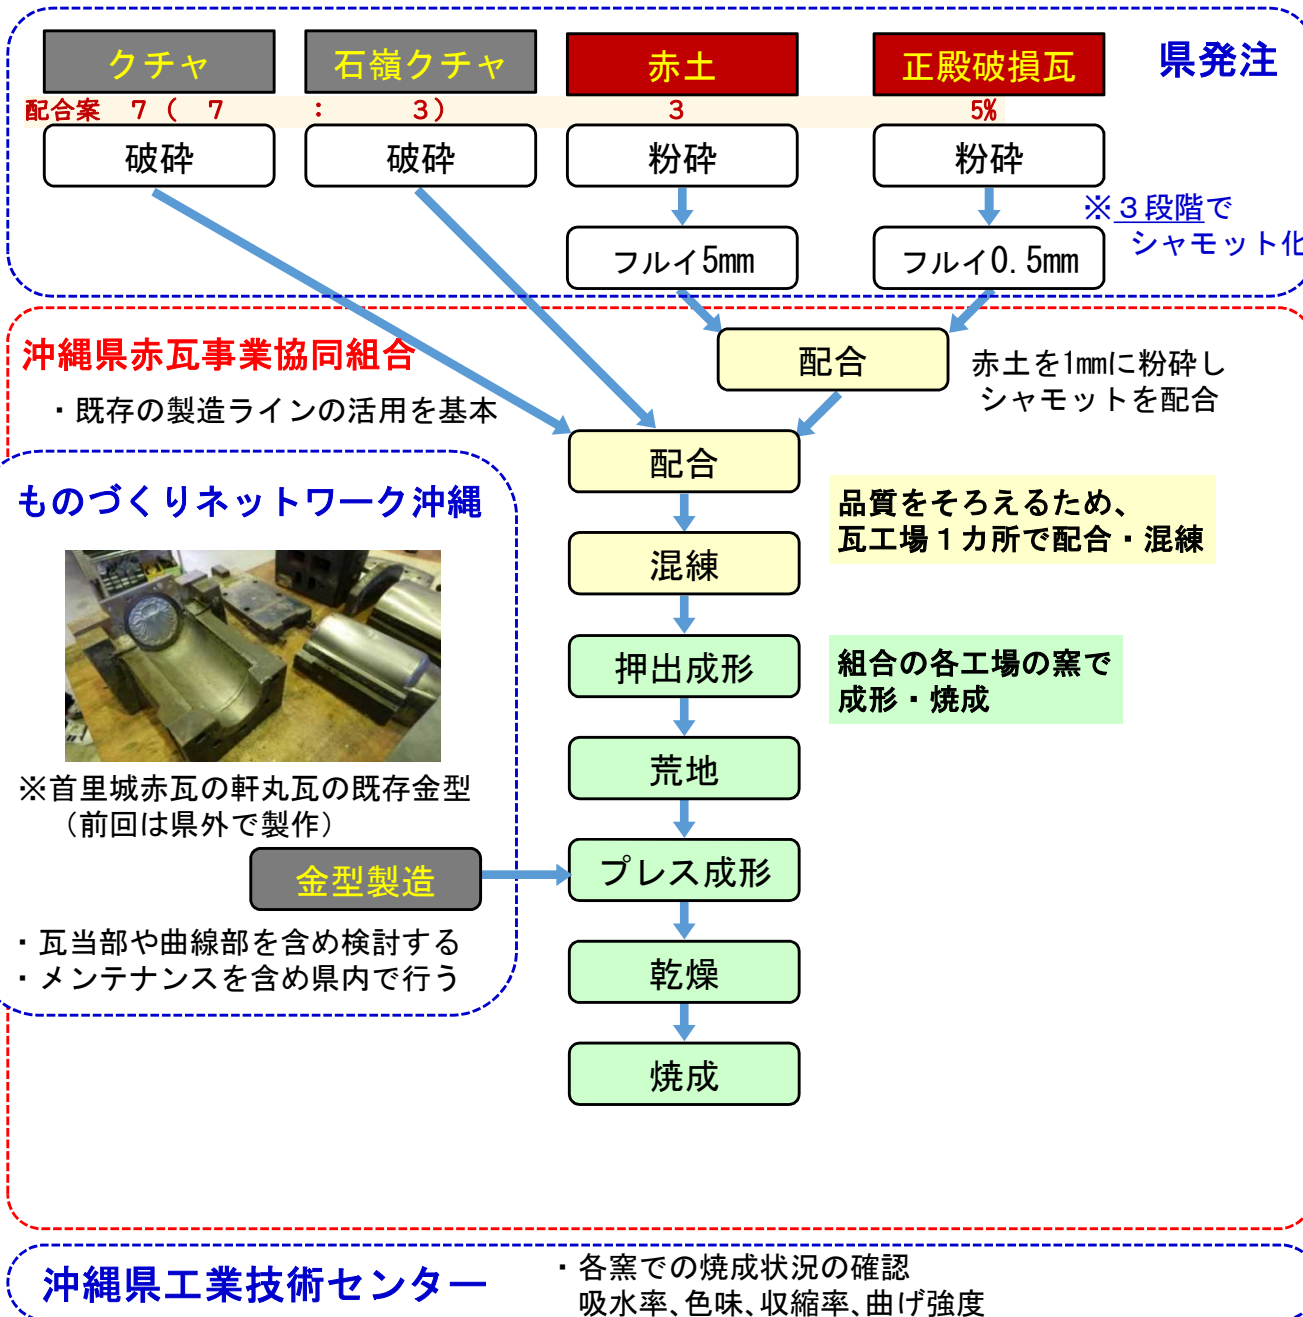 県発注
クチャ
石嶺クチャ
赤土
正殿破損瓦
配合案 7（ 7 ： 3） 3 5%
破砕
破砕
粉砕
粉砕
※３段階で
シャモット化
フルイ5mm
フルイ0.5mm
沖縄県赤瓦事業協同組合
・既存の製造ラインの活用を基本
配合
赤土を1mmに粉砕し
シャモットを配合
配合
混練
品質をそろえるため、
瓦工場１カ所で配合・混練
ものづくりネットワーク沖縄
※首里城赤瓦の軒丸瓦の既存金型
（前回は県外で製作）
金型製造
・瓦当部や曲線部を含め検討する
・メンテナンスを含め県内で行う
押出成形
組合の各工場の窯で
成形・焼成
荒地
プレス成形
乾燥
焼成
沖縄県工業技術センター
・各窯での焼成状況の確認
吸水率、色味、収縮率、曲げ強度